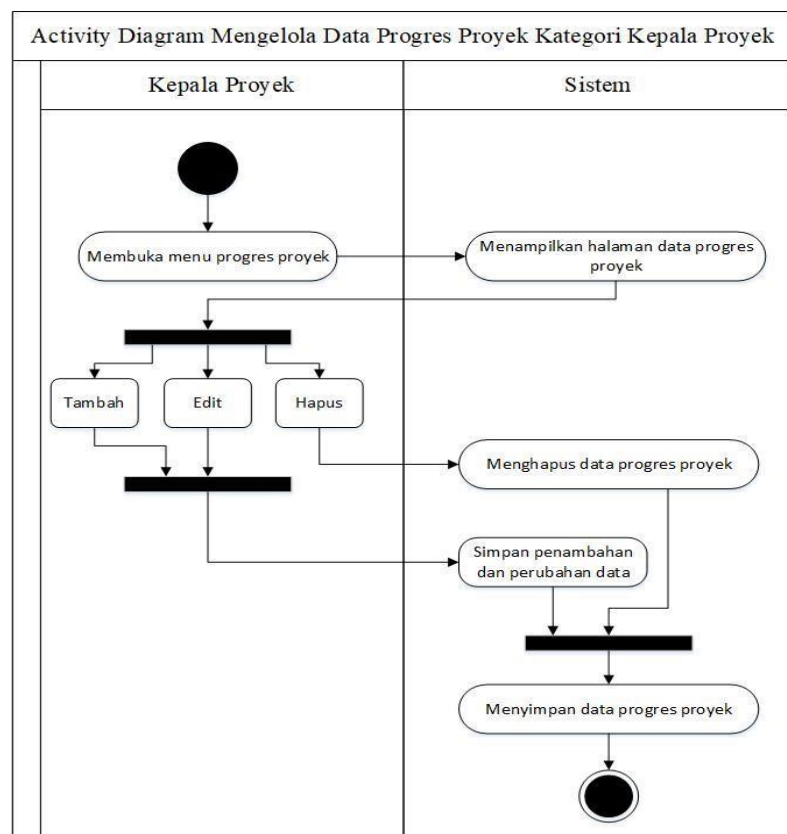 Activity Diagram Mengelola Data Progres Proyek Kategori Kepala Proyek
Kepala Proyek
Sistem
Membuka menu progres proyek
Menampilkan halaman data progres
proyek
Tambah
Edit
Hapus
Menghapus data progres proyek
Simpan penambahan
dan perubahan data
Menyimpan data progres proyek